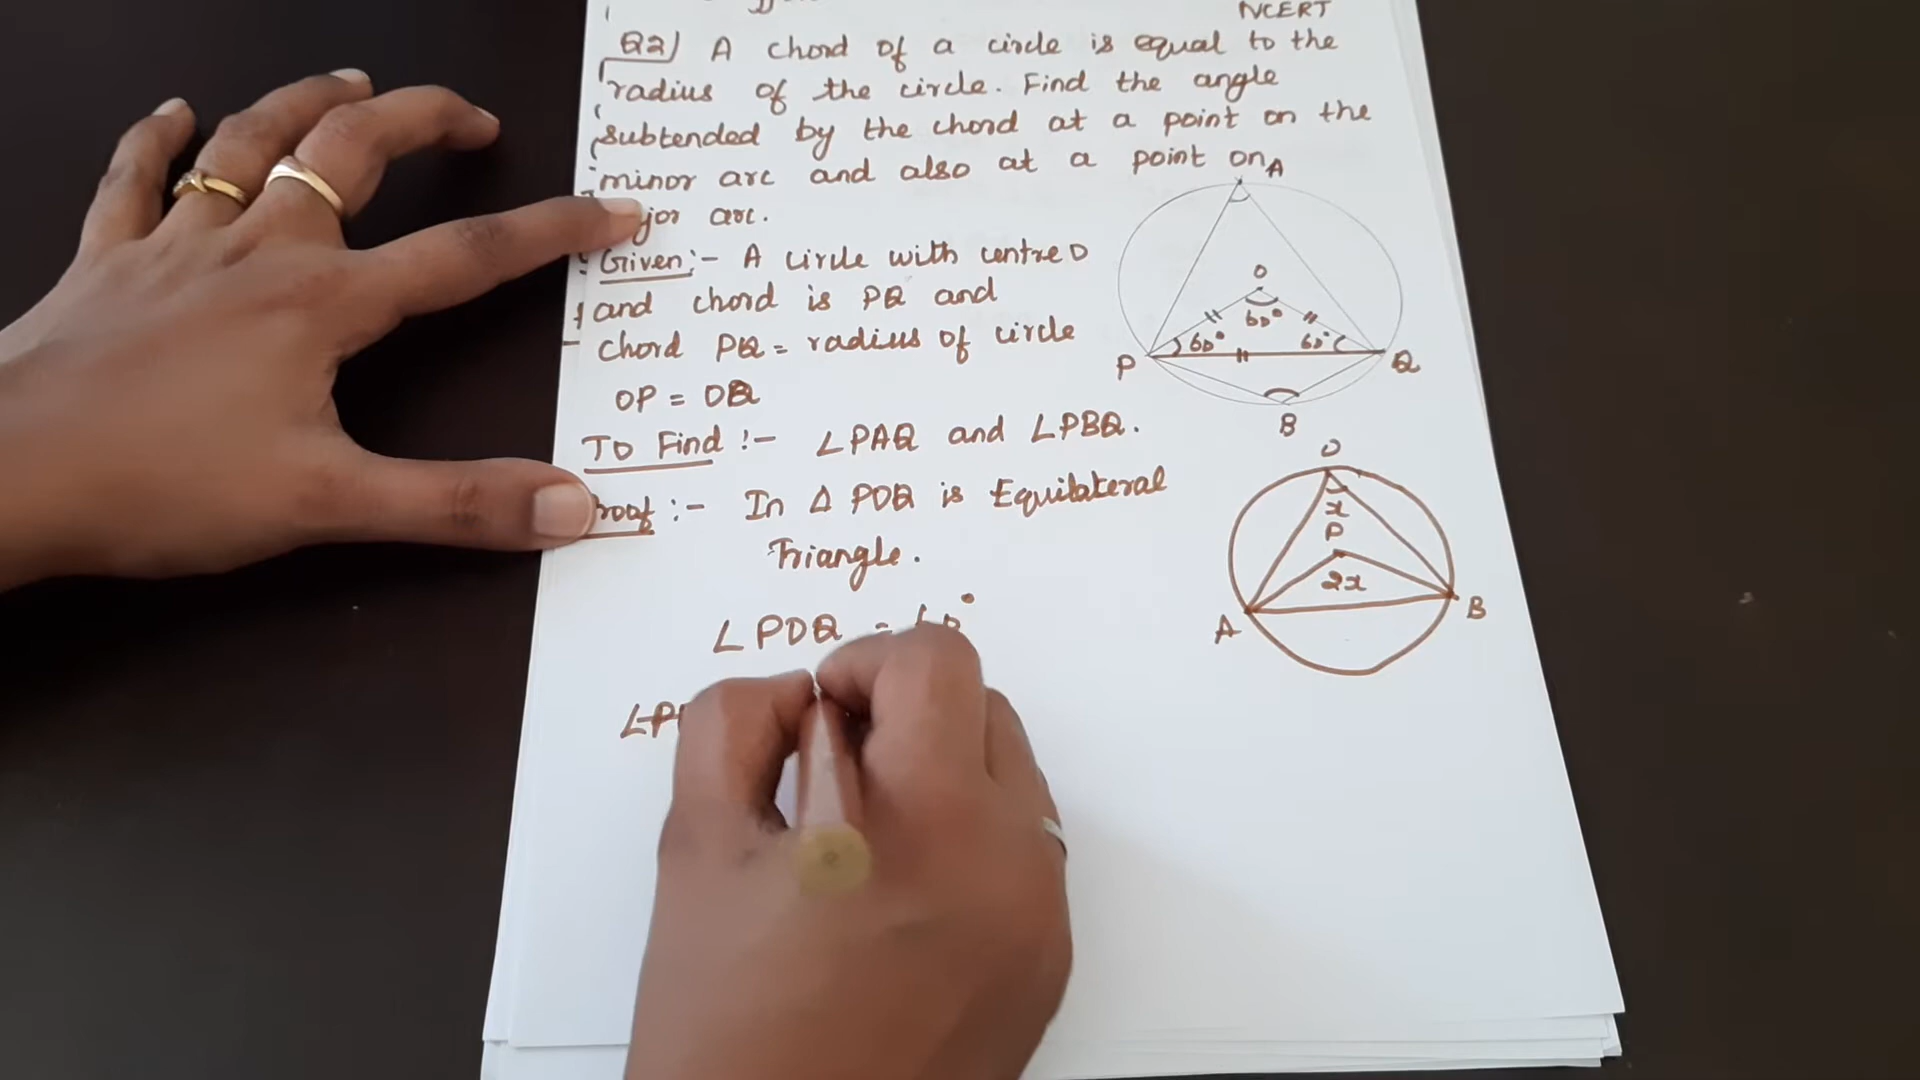 NCERT
Q2) A chord of a circle is equal to the
radius of the circle. Find the angle
subtended by the chord at a point on the
minor arc and also at a point on
jor arc.
Given:- A circle with centre O
and chord is PQ and
chord PQ = radius of circle
OP = OQ
To Find :- ∠PAQ and ∠PBQ.
roof :- In Δ POQ is Equilateral
Triangle.
∠POQ = 60°
∠P
A
O
60°
60°
60°
P
Q
B
O
x
P
2x
A
B